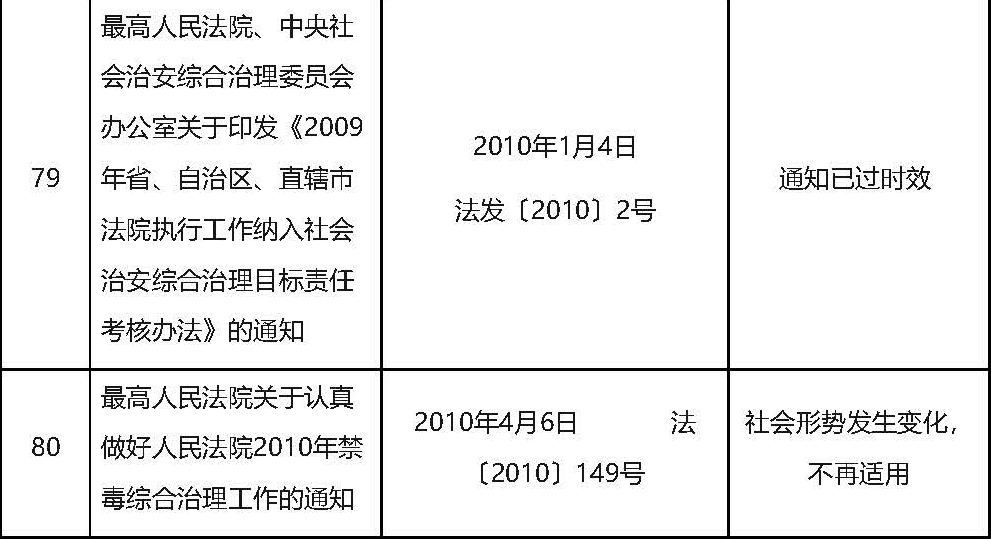 79
最高人民法院、中央社
会治安综合治理委员会
办公室关于印发《2009
年省、自治区、直辖市
法院执行工作纳入社会
治安综合治理目标责任
考核办法》的通知
2010年1月4日
法发〔2010〕2号
通知已过时效
80
最高人民法院关于认真
做好人民法院2010年禁
毒综合治理工作的通知
2010年4月6日 法
〔2010〕149号
社会形势发生变化，
不再适用